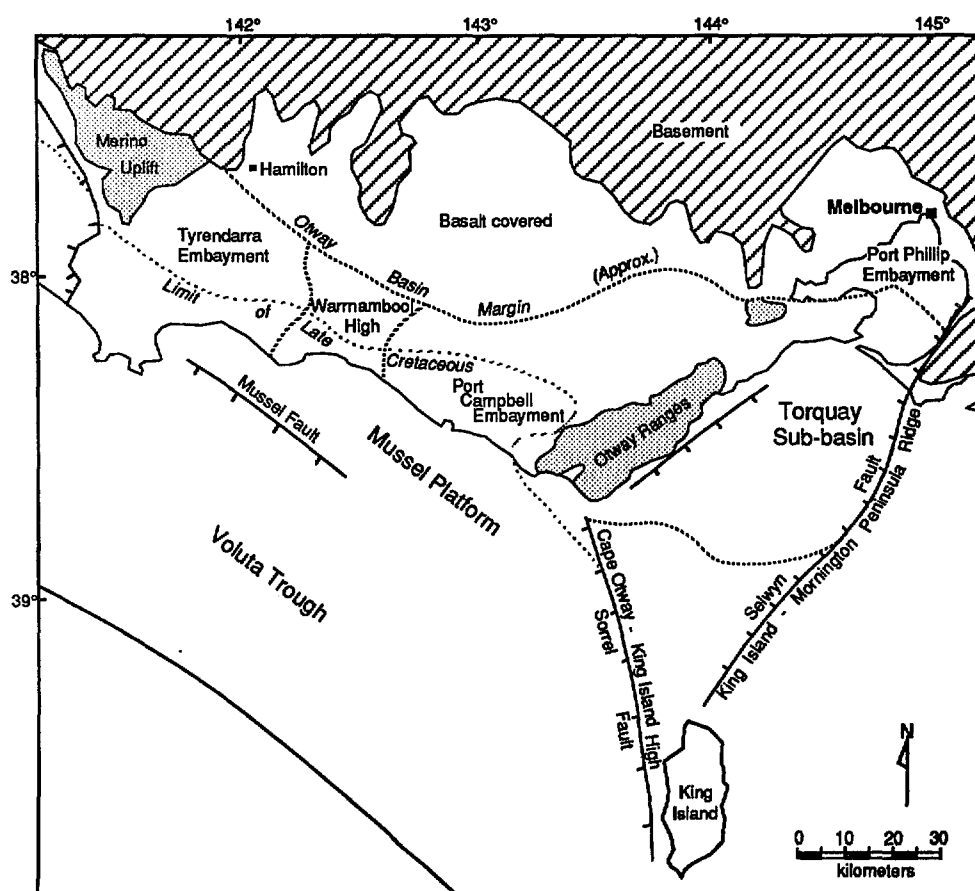 142°
143°
144°
145°
Merino
Uplift
Hamilton
Basement
Melbourne
Basalt covered
Otway
Basin
Margin
(Approx.)
Tyrendarra
Embayment
Port Phillip
Embayment
38°
Limit
of
Late
Cretaceous
Warrnambool
High
Port
Campbell
Embayment
Mussel Fault
Otway Ranges
Torquay
Sub-basin
Mussel Platform
Voluta Trough
39°
Cape Otway - King Island High
Sorrel
Fault
Selwyn
Fault
King Island - Mornington Peninsula Ridge
King
Island
N
0 10 20 30
kilometers